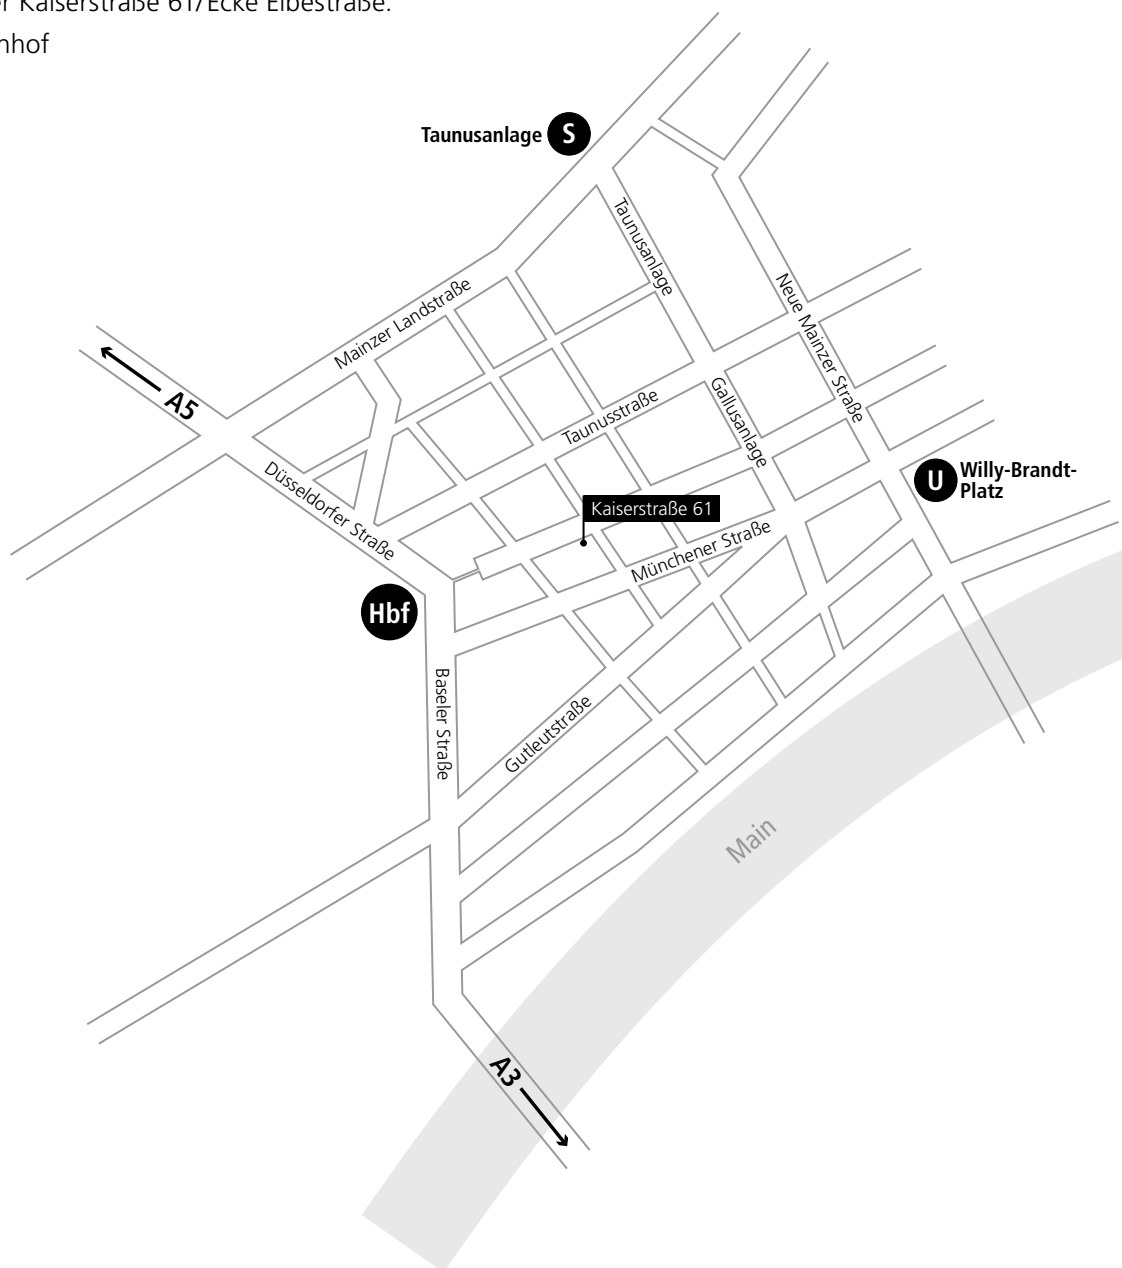 Kaiserstraße 61/Ecke Elbestraße.
Taunusanlage S
Taunusanlage
Mainzer Landstraße
Neue Mainzer Straße
A5
Taunusstraße
Gallusanlage
Düsseldorfer Straße
U Willy-Brandt-
Platz
Kaiserstraße 61
Münchener Straße
Hbf
Baseler Straße
Gutleutstraße
Main
A3